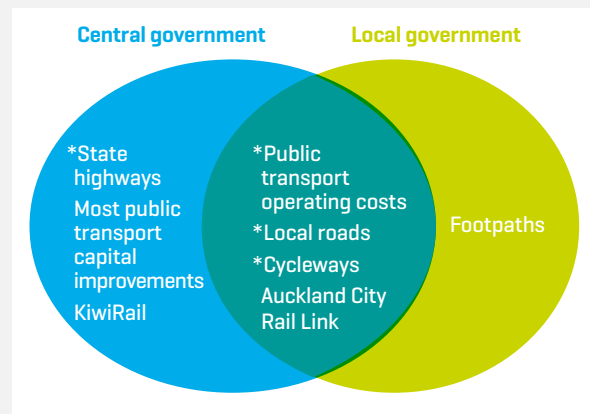 Central government
Local government
*State
highways
Most public
transport
capital
improvements
KiwiRail
*Public
transport
operating costs
*Local roads
*Cycleways
Auckland City
Rail Link
Footpaths